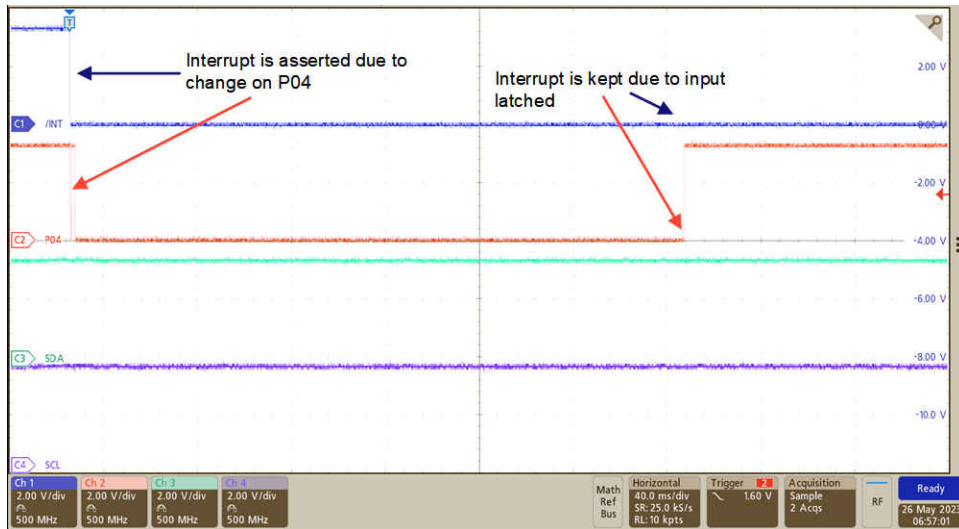 T
Interrupt is asserted due to
change on P04
Interrupt is kept due to input
latched
2.00 V
C1 /INT
0.00 V
-2.00 V
C2 P04
-4.00 V
-6.00 V
C3 SDA
-8.00 V
-10.0 V
C4 SCL
Ch 1
2.00 V/div
500 MHz
Ch 2
2.00 V/div
500 MHz
Ch 3
2.00 V/div
500 MHz
Ch 4
2.00 V/div
500 MHz
Math
Ref
Bus
Horizontal
40.0 ms/div
SR: 25.0 kS/s
RL: 10 kpts
Trigger 2
1.60 V
Acquisition
Sample
2 Acqs
RF
Ready
26 May 2023
06:57:01